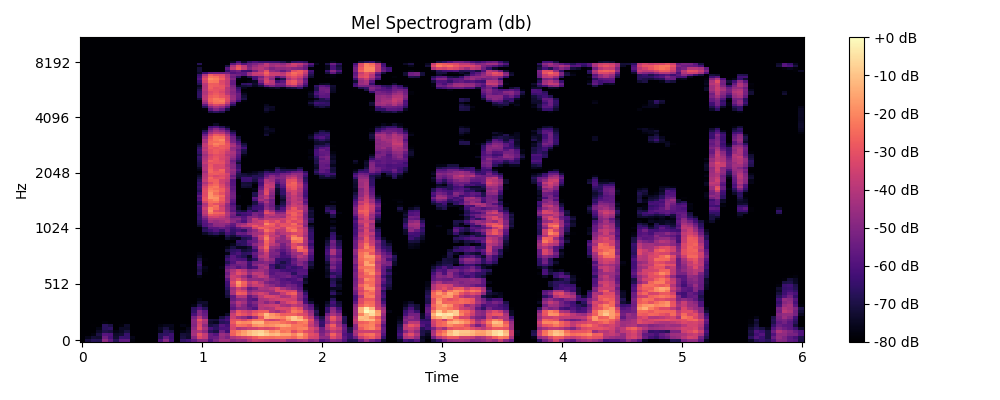 Mel Spectrogram (db)
8192
4096
2048
1024
512
0
Hz
0 1 2 3 4 5 6
Time
+0 dB
-10 dB
-20 dB
-30 dB
-40 dB
-50 dB
-60 dB
-70 dB
-80 dB